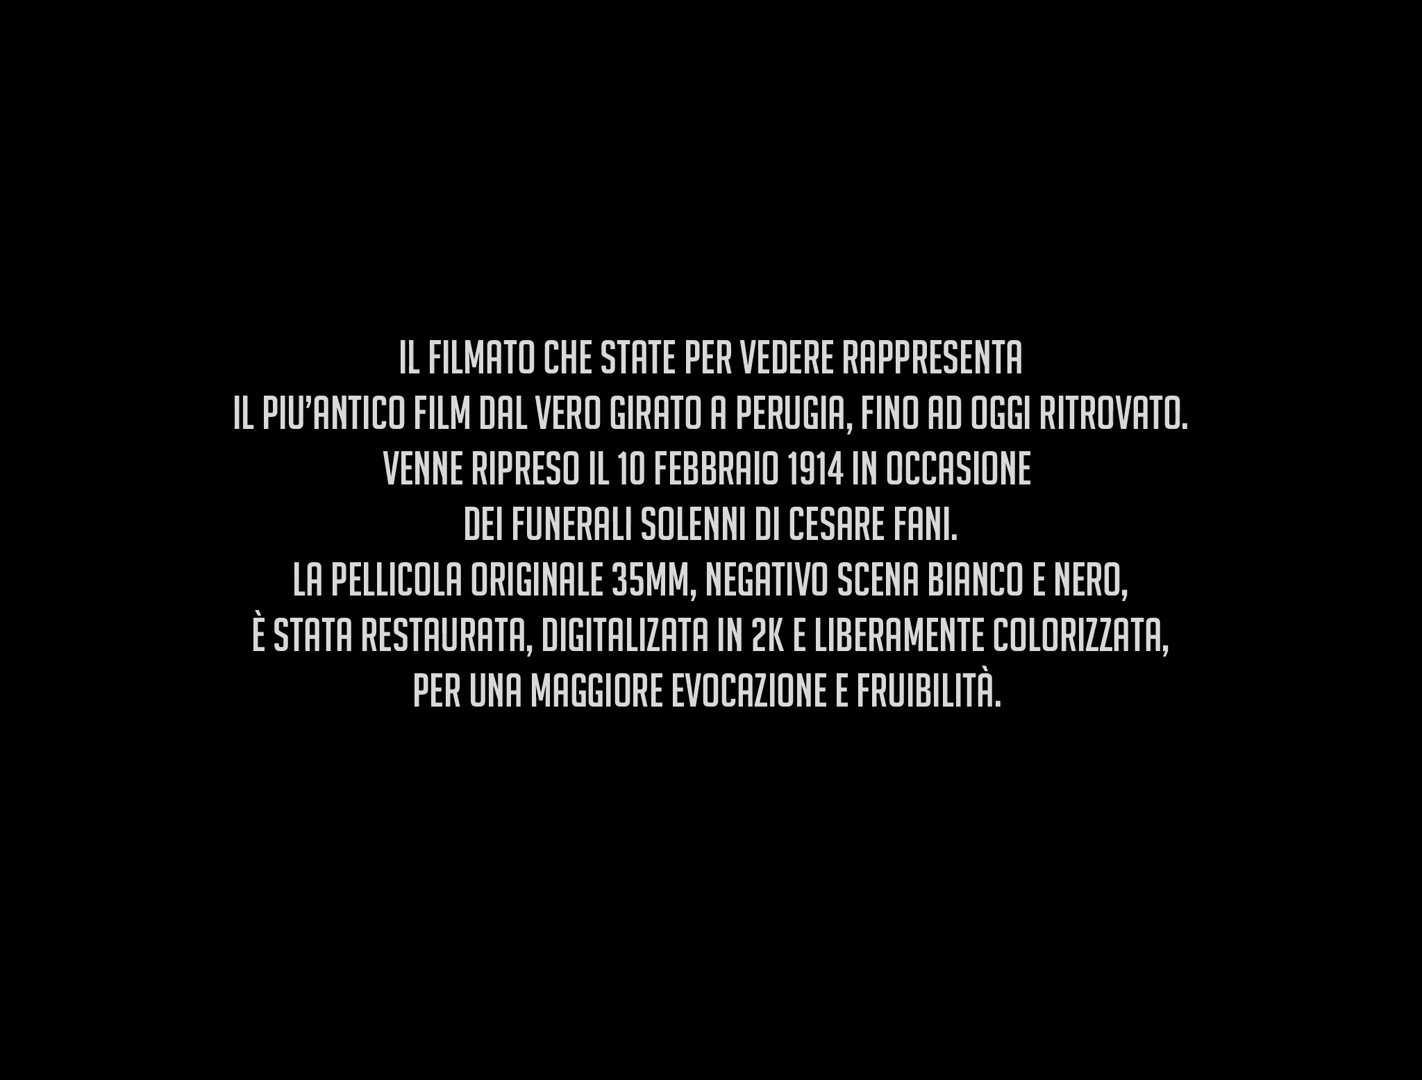 IL FILMATO CHE STATE PER VEDERE RAPPRESENTA
IL PIU’ANTICO FILM DAL VERO GIRATO A PERUGIA, FINO AD OGGI RITROVATO.
VENNE RIPRESO IL 10 FEBBRAIO 1914 IN OCCASIONE
DEI FUNERALI SOLENNI DI CESARE FANI.
LA PELLICOLA ORIGINALE 35MM, NEGATIVO SCENA BIANCO E NERO,
È STATA RESTAURATA, DIGITALIZATA IN 2K E LIBERAMENTE COLORIZZATA,
PER UNA MAGGIORE EVOCAZIONE E FRUIBILITÀ.